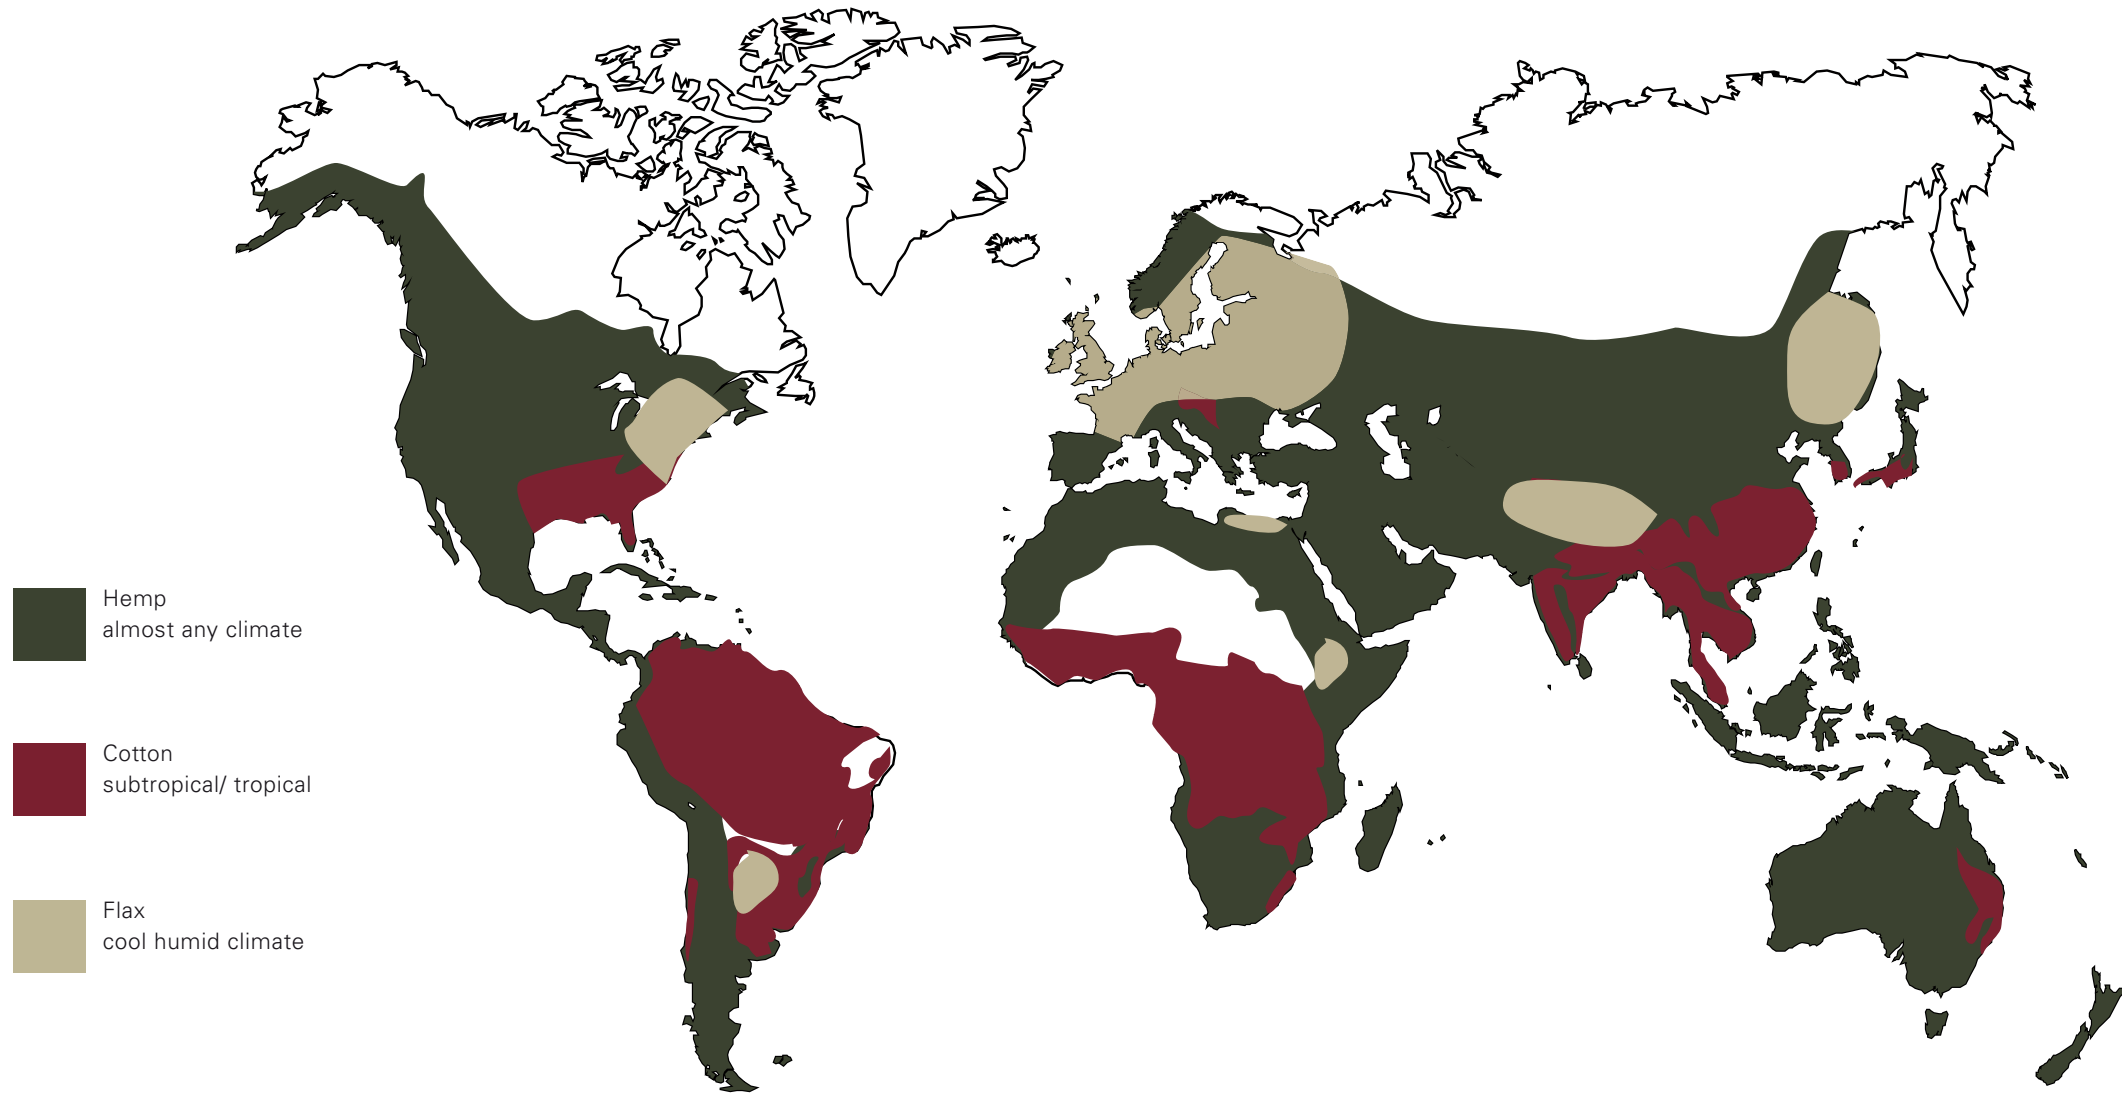 Hemp
almost any climate
Cotton
subtropical/ tropical
Flax
cool humid climate